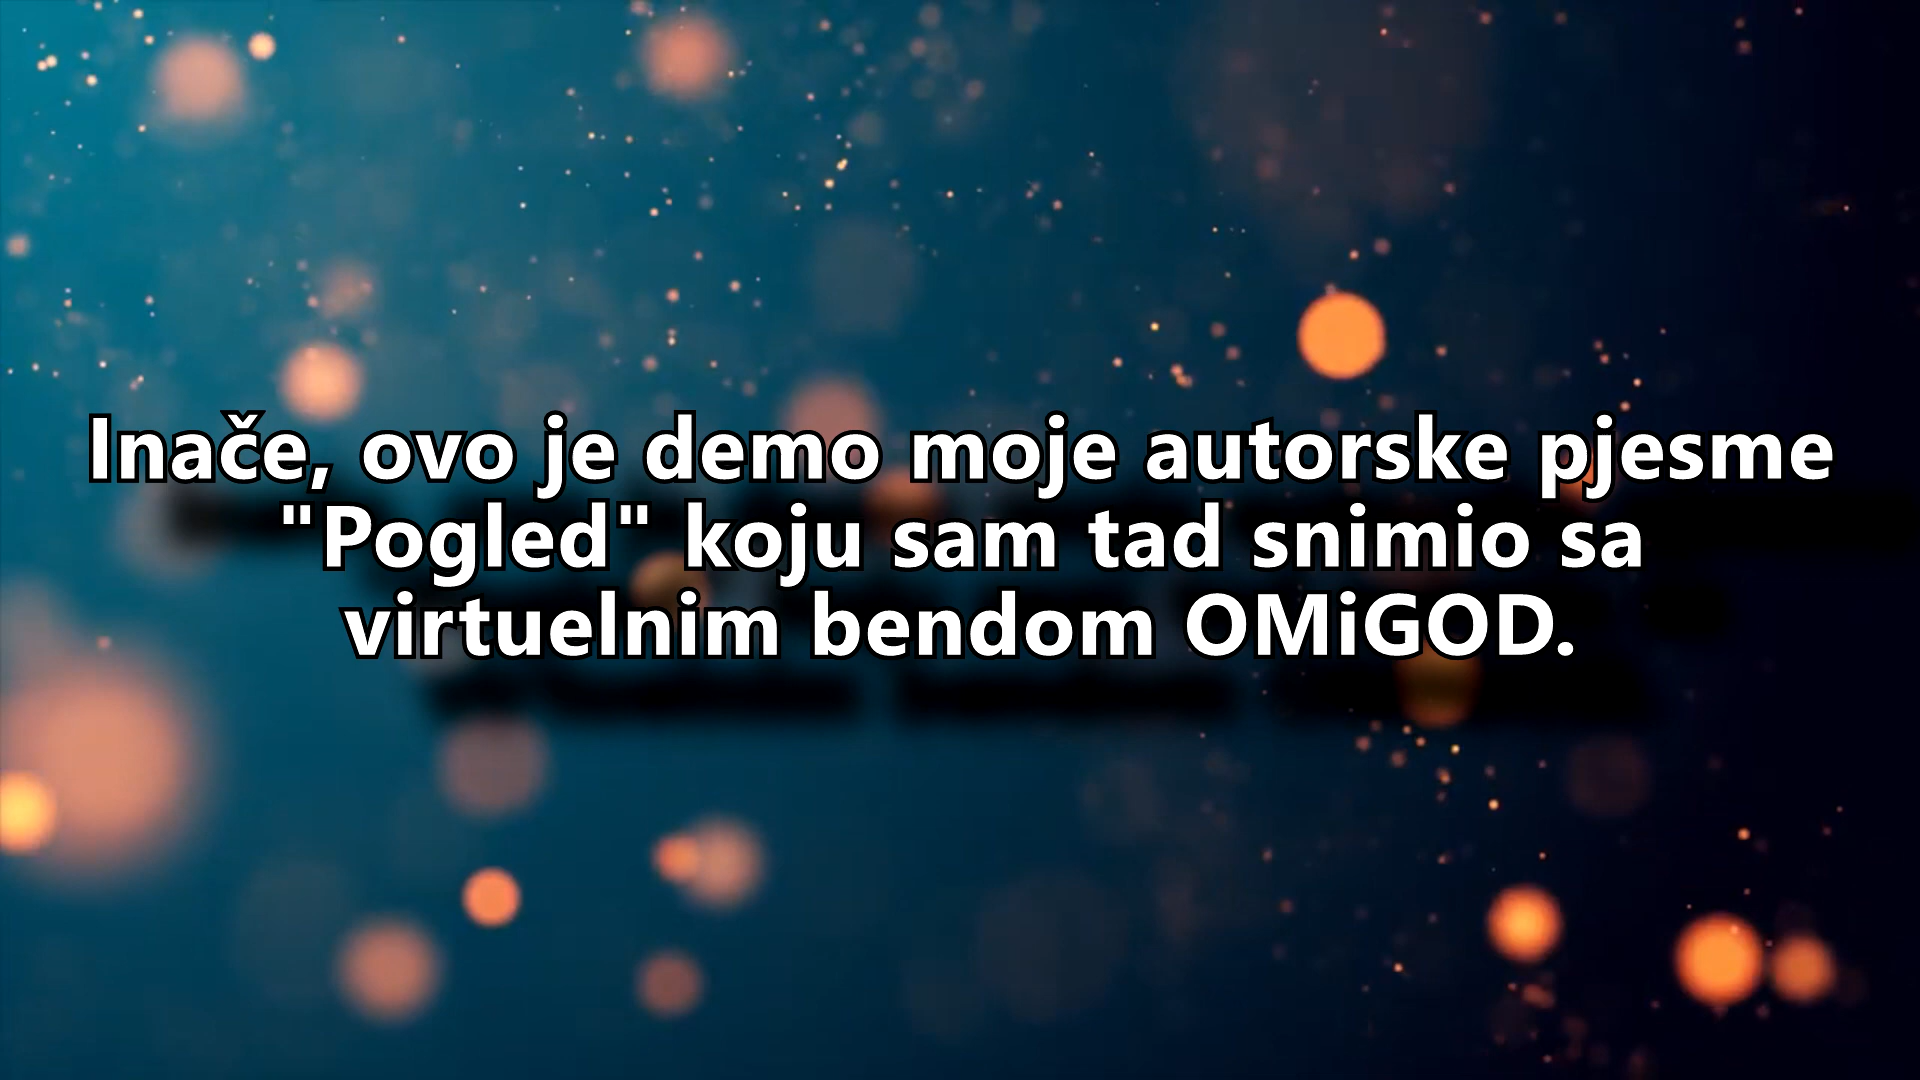 Inače, ovo je demo moje autorske pjesme
"Pogled" koju sam tad snimio sa
virtuelnim bendom OMiGOD.